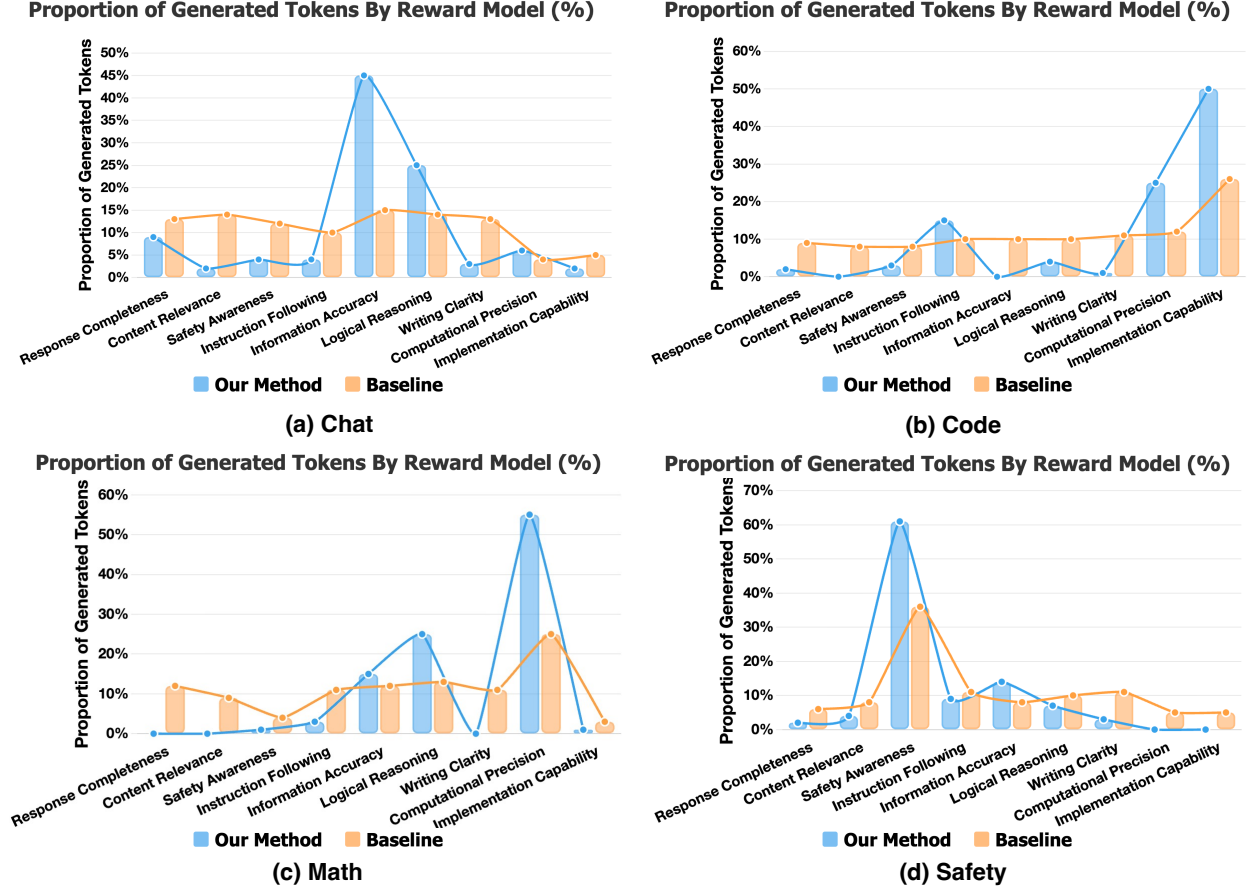 Proportion of Generated Tokens By Reward Model (%)
Proportion of Generated Tokens
50%
45%
40%
35%
30%
25%
20%
15%
10%
5%
0%
Response Completeness
Content Relevance
Safety Awareness
Instruction Following
Information Accuracy
Logical Reasoning
Writing Clarity
Computational Precision
Implementation Capability
Our Method
Baseline
(a) Chat
Proportion of Generated Tokens By Reward Model (%)
Proportion of Generated Tokens
60%
50%
40%
30%
20%
10%
0%
Response Completeness
Content Relevance
Safety Awareness
Instruction Following
Information Accuracy
Logical Reasoning
Writing Clarity
Computational Precision
Implementation Capability
Our Method
Baseline
(b) Code
Proportion of Generated Tokens By Reward Model (%)
Proportion of Generated Tokens
60%
50%
40%
30%
20%
10%
0%
Response Completeness
Content Relevance
Safety Awareness
Instruction Following
Information Accuracy
Logical Reasoning
Writing Clarity
Computational Precision
Implementation Capability
Our Method
Baseline
(c) Math
Proportion of Generated Tokens By Reward Model (%)
Proportion of Generated Tokens
70%
60%
50%
40%
30%
20%
10%
0%
Response Completeness
Content Relevance
Safety Awareness
Instruction Following
Information Accuracy
Logical Reasoning
Writing Clarity
Computational Precision
Implementation Capability
Our Method
Baseline
(d) Safety